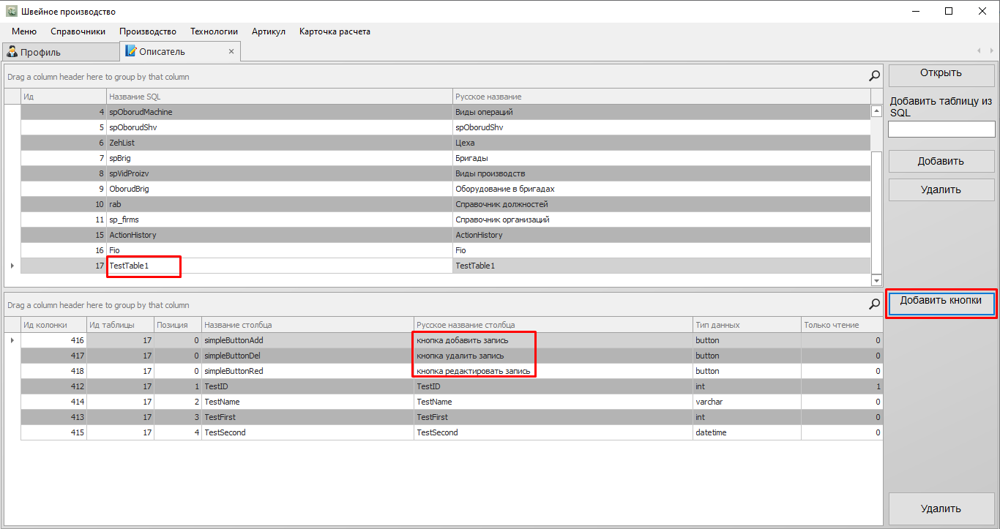 Швейное производство
Меню Справочники Производство Технологии Артикул Карточка расчета
Профиль Описатель
Drag a column header here to group by that column
Ид Название SQL Русское название
4 spOborudMachine Виды операций
5 spOborudShv spOborudShv
6 ZehList Цеха
7 spBrig Бригады
8 spVidProizv Виды производств
9 OborudBrig Оборудование в бригадах
10 rab Справочник должностей
11 sp_firms Справочник организаций
15 ActionHistory ActionHistory
16 Fio Fio
17 TestTable1 TestTable1
Открыть
Добавить таблицу из
SQL
Добавить
Удалить
Drag a column header here to group by that column
Ид колонки Ид таблицы Позиция Название столбца Русское название столбца Тип данных Только чтение
416 17 0 simpleButtonAdd кнопка добавить запись button 0
417 17 0 simpleButtonDel кнопка удалить запись button 0
418 17 0 simpleButtonRed кнопка редактировать запись button 0
412 17 1 TestID TestID int 1
414 17 2 TestName TestName varchar 0
413 17 3 TestFirst TestFirst int 0
415 17 4 TestSecond TestSecond datetime 0
Добавить кнопки
Удалить